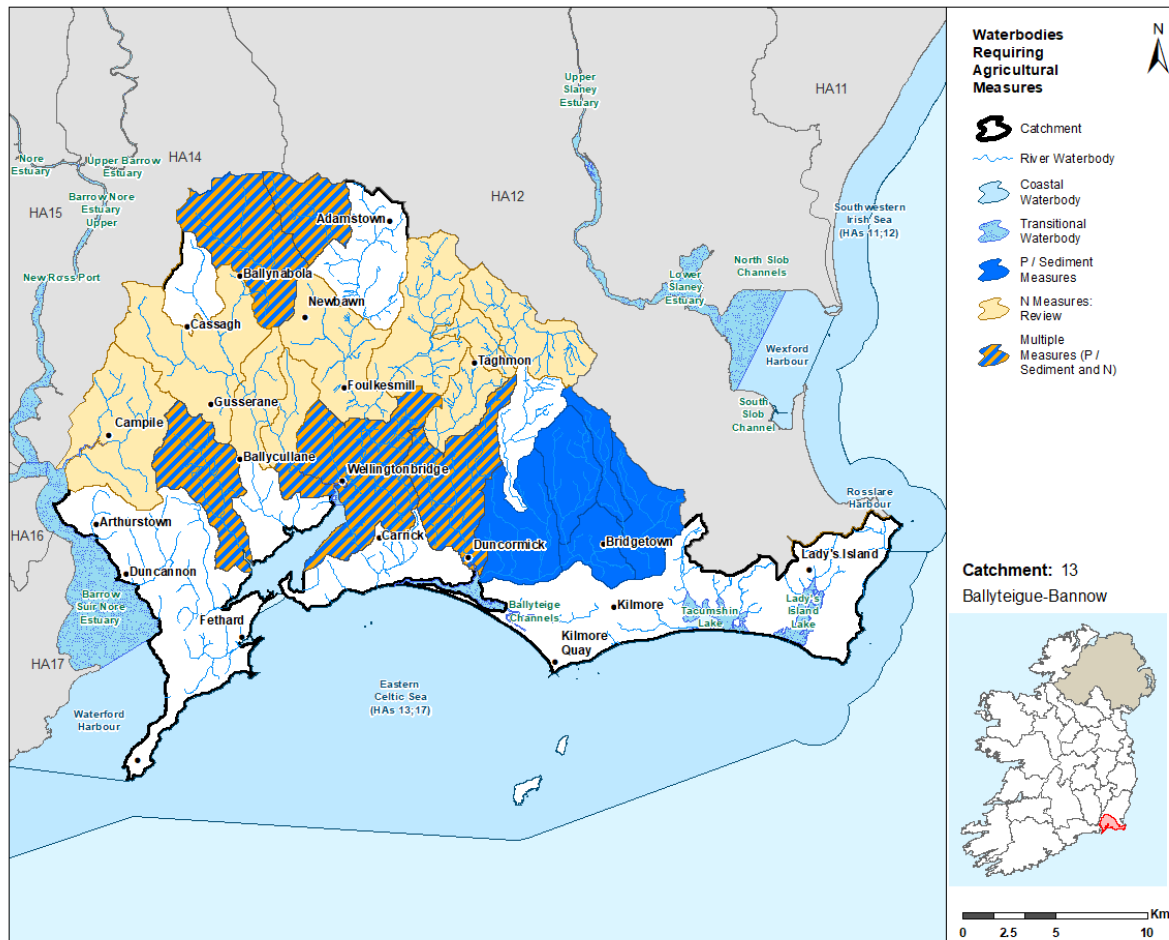 Upper
Slaney
Estuary
HA11
Nore
Estuary
Upper Barrow
Estuary
HA14
HA15
Barrow Nore
Estuary
Upper
HA12
Adamstown
Southwestern
Irish Sea
(HAs 11;12)
New Ross Port
Ballynabola
North Slob
Channels
Lower
Slaney
Estuary
Newbawn
Cassagh
Wexford
Harbour
Taghmon
Foulkesmill
Gusserane
South
Slob
Channel
Campile
Ballycullane
Wellingtonbridge
Rosslare
Harbour
HA16
Arthurstown
Carrick
Bridgetown
Duncormick
Lady's Island
Duncannon
Barrow
Suir Nore
Estuary
Ballyteige
Channels
Kilmore
Tacumshin
Lake
Lady's
Island
Lake
Fethard
Kilmore
Quay
HA17
Eastern
Celtic Sea
(HAs 13;17)
Waterford
Harbour
Waterbodies
Requiring
Agricultural
Measures
N
Catchment
River Waterbody
Coastal
Waterbody
Transitional
Waterbody
P / Sediment
Measures
N Measures:
Review
Multiple
Measures (P /
Sediment and N)
Catchment: 13
Ballyteigue-Bannow
Km
0 2.5 5 10